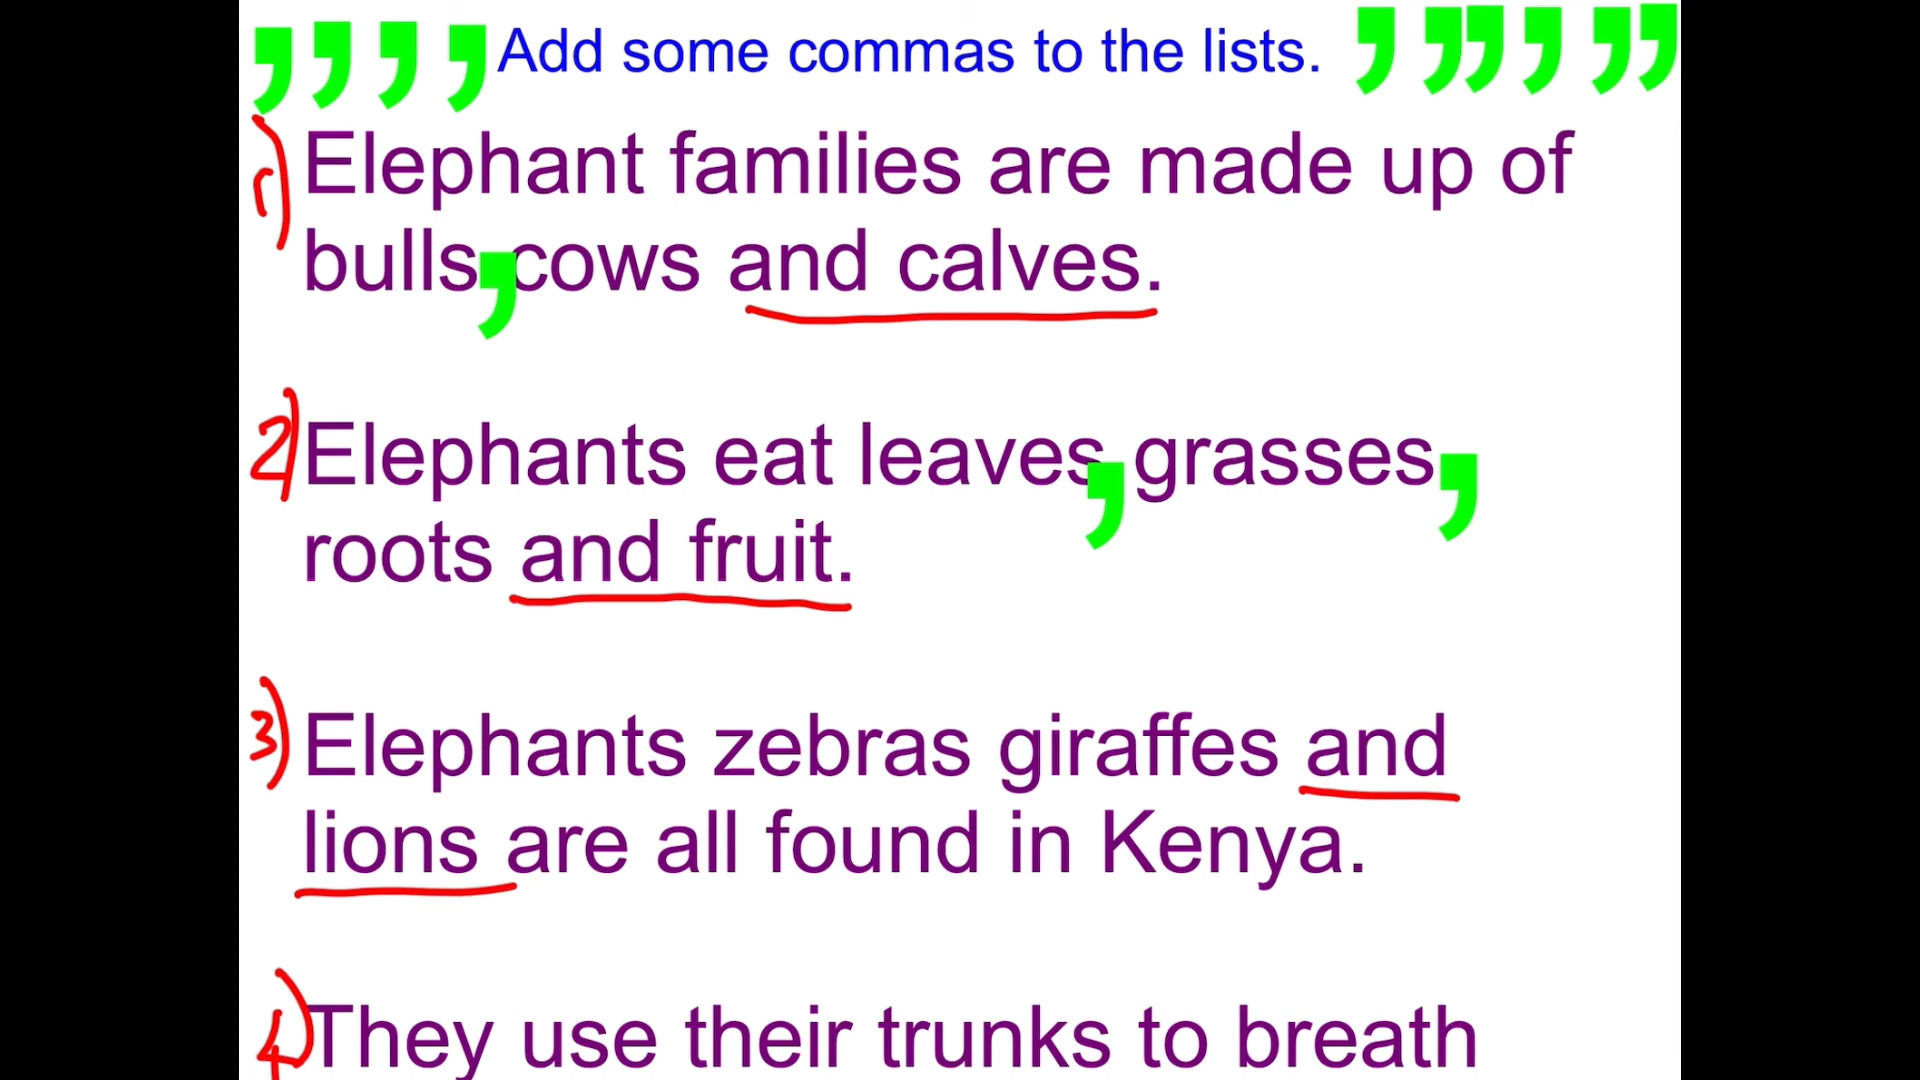 , , , , Add some commas to the lists. , , , , , ,
1) Elephant families are made up of
bulls, cows and calves.
2) Elephants eat leaves, grasses,
roots and fruit.
3) Elephants zebras giraffes and
lions are all found in Kenya.
4) They use their trunks to breath